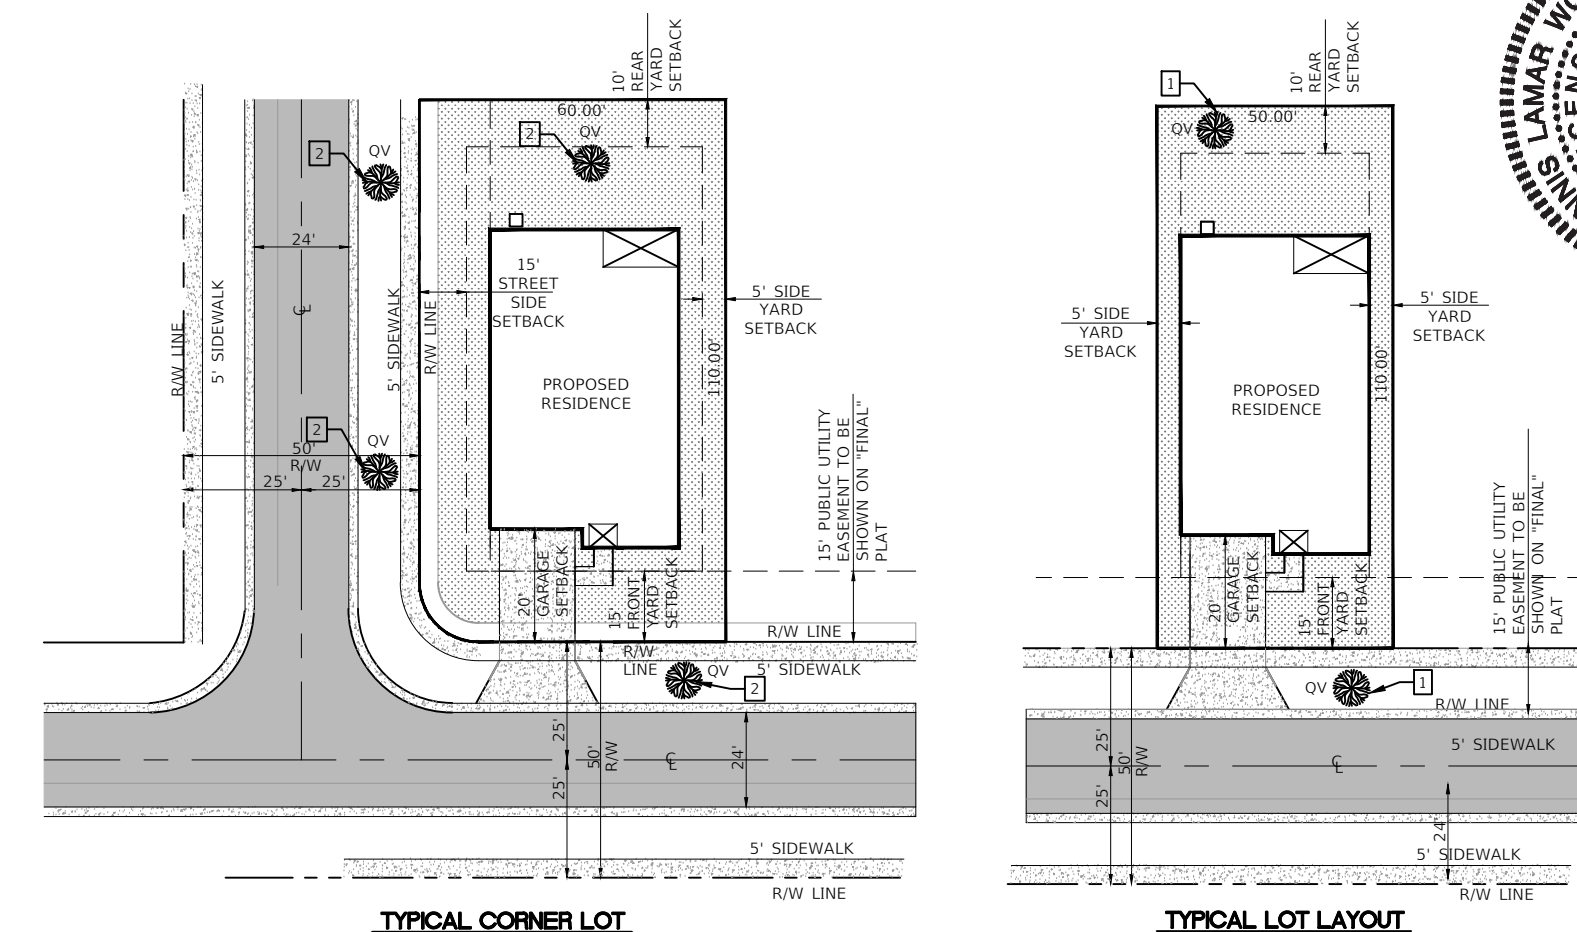 10'
REAR
YARD
SETBACK
60.00'
2
QV
2
QV
24'
15'
STREET
SIDE
SETBACK
5' SIDE
YARD
SETBACK
R/W LINE
5' SIDEWALK
℄
5' SIDEWALK
R/W LINE
110.00'
PROPOSED
RESIDENCE
2
QV
50'
R/W
25'
25'
15' PUBLIC UTILITY
EASEMENT TO BE
SHOWN ON "FINAL"
PLAT
20'
GARAGE
SETBACK
15'
FRONT
YARD
SETBACK
R/W LINE
R/W
LINE
QV
5' SIDEWALK
2
25'
50'
R/W
℄
24'
25'
5' SIDEWALK
R/W LINE
TYPICAL CORNER LOT
10'
REAR
YARD
SETBACK
1
QV
50.00'
5' SIDE
YARD
SETBACK
5' SIDE
YARD
SETBACK
110.00'
PROPOSED
RESIDENCE
15' PUBLIC UTILITY
EASEMENT TO BE
SHOWN ON "FINAL"
PLAT
20'
GARAGE
SETBACK
15'
FRONT
YARD
SETBACK
QV
1
R/W LINE
25'
50'
R/W
5' SIDEWALK
℄
25'
24'
5' SIDEWALK
R/W LINE
TYPICAL LOT LAYOUT
LAMAR